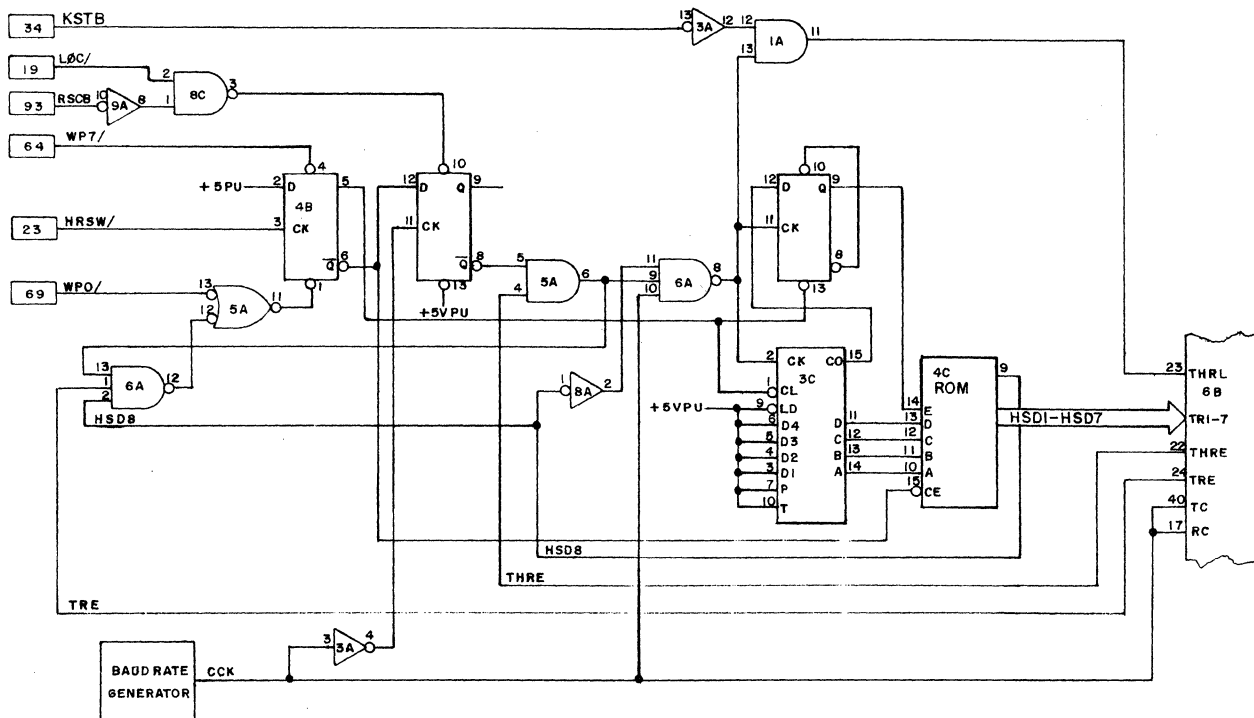 34 KSTB 13 3A 12 12 13 1A 11
19 LØC/ 2
93 RSCB 10 9A 8 1 8C 3
64 WP7/ 4
+5PU 2 D 4B 5
23 HRSW/ 3 CK
Q 6
1
10
12 D Q 9
11 CK
Q 8
13
+5VPU
69 WPO/ 13
12 5A 11
13
1 6A 12
2
HSD8
5
4 5A 6
11
9 6A 8
10
10
12 D Q 9
11 CK
8
13
1 8A 2
2 CK CO 15
3C
1 CL
+5VPU 9 LD
6 D4 D 11
5 D3 C 12
4 D2 B 13
3 D1 A 14
7 P
10 T
4C 9
ROM
14 E
13 D
12 C
11 B
10 A
15 CE
HSD1-HSD7
23 THRL
6B
TR1-7
22 THRE
24 TRE
40 TC
17 RC
HSD8
THRE
TRE
3 3A 4
BAUD RATE
GENERATOR
CCK